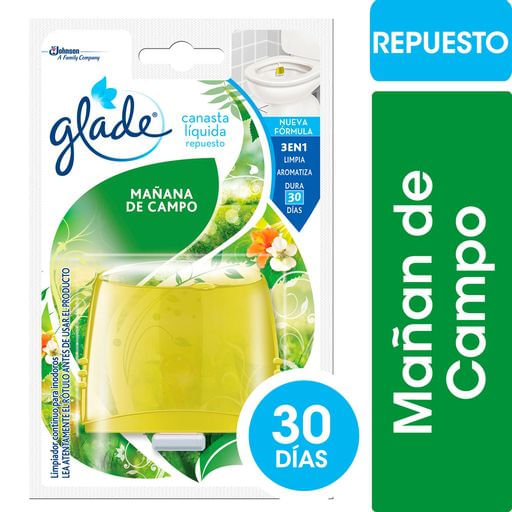 SC Johnson
A Family Company
glade
canasta
líquida
repuesto
NUEVA
FÓRMULA
3EN1
LIMPIA
AROMATIZA
DURA
30
DÍAS
MAÑANA
DE CAMPO
Limpiador continuo para inodoros
LEA ATENTAMENTE EL RÓTULO ANTES DE USAR EL PRODUCTO
30
DÍAS
REPUESTO
Mañan de
Campo